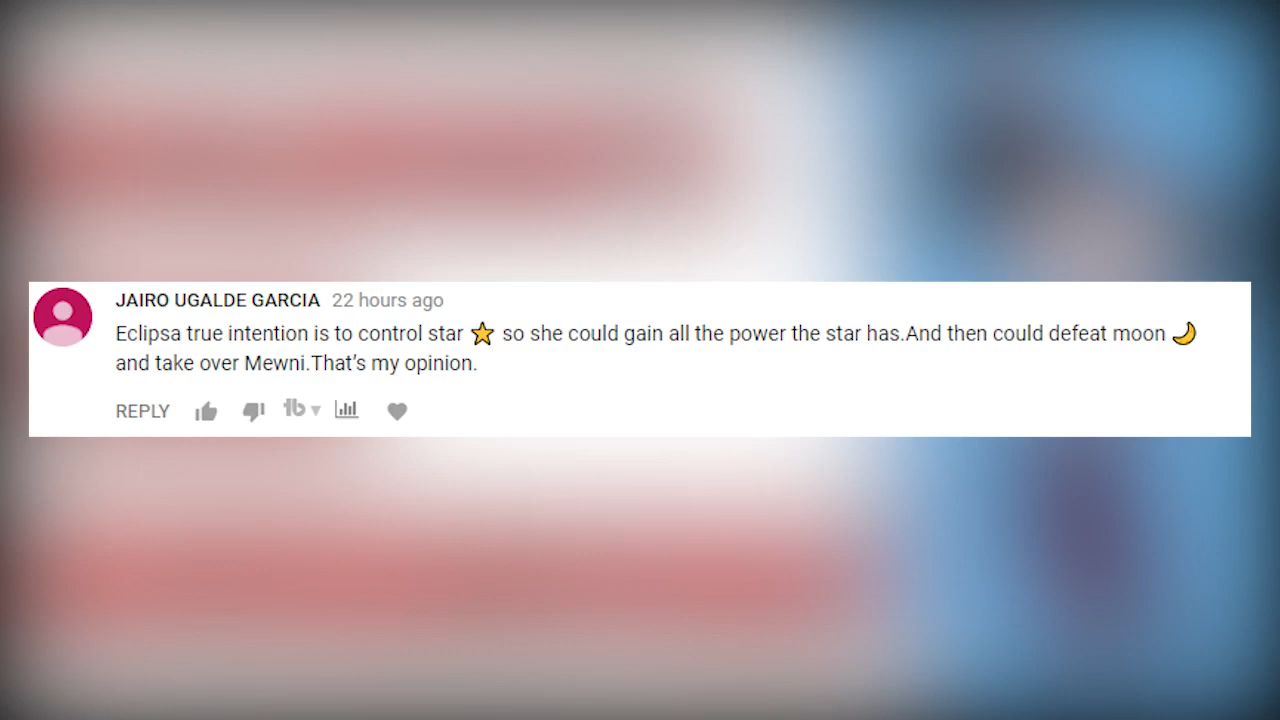 JAIRO UGALDE GARCIA 22 hours ago
Eclipsa true intention is to control star ⭐ so she could gain all the power the star has.And then could defeat moon 🌙
and take over Mewni.That’s my opinion.
REPLY